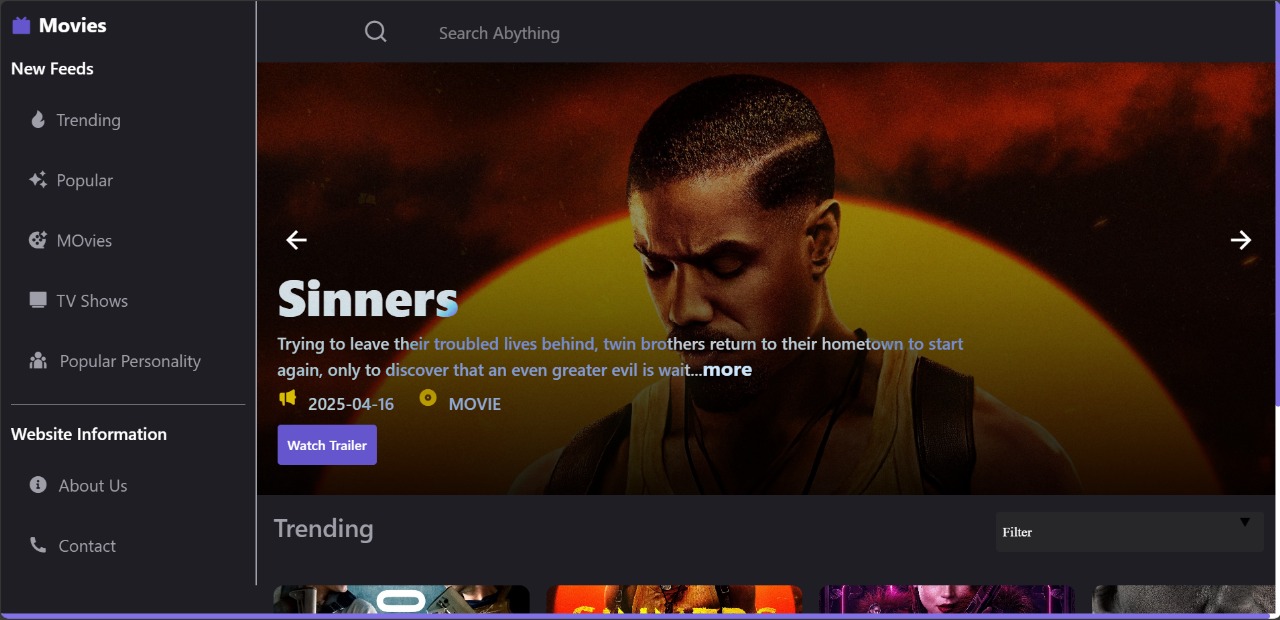 Movies
New Feeds
Trending
Popular
MOvies
TV Shows
Popular Personality
Website Information
About Us
Contact
Search Abything
Sinners
Trying to leave their troubled lives behind, twin brothers return to their hometown to start
again, only to discover that an even greater evil is wait...more
2025-04-16 MOVIE
Watch Trailer
Trending
Filter
SINNERS